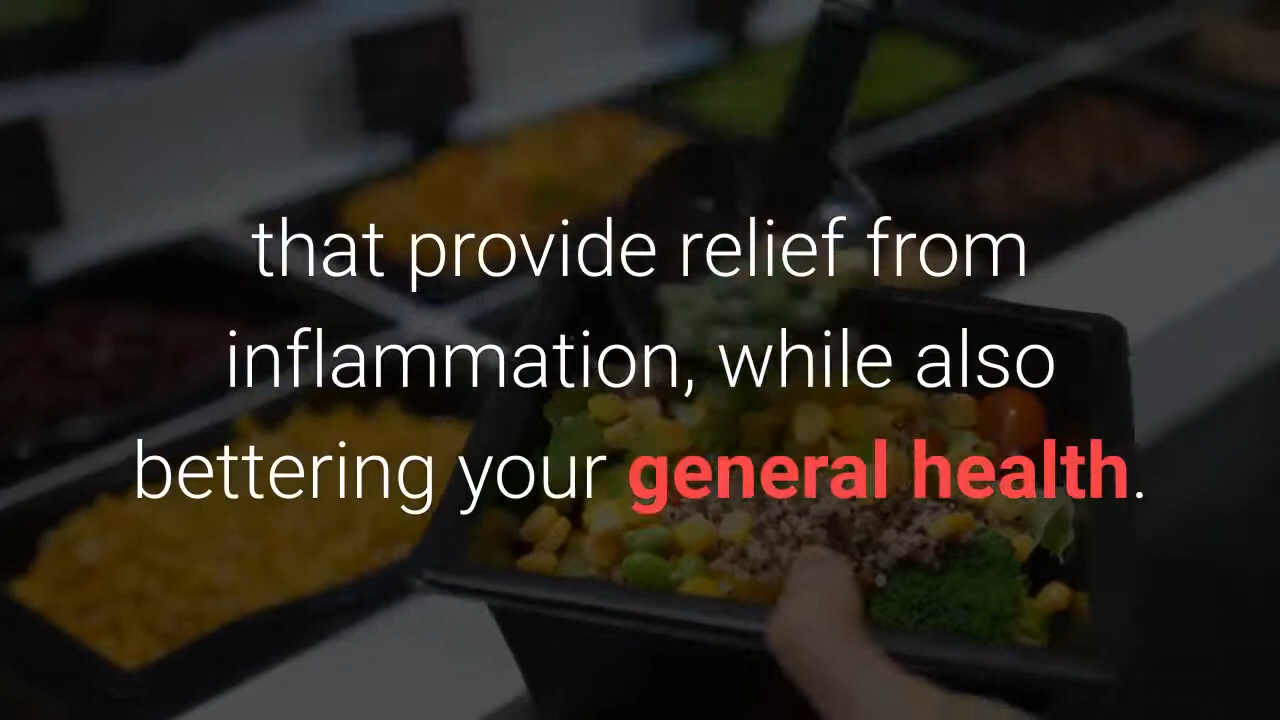 that provide relief from
inflammation, while also
bettering your general health.